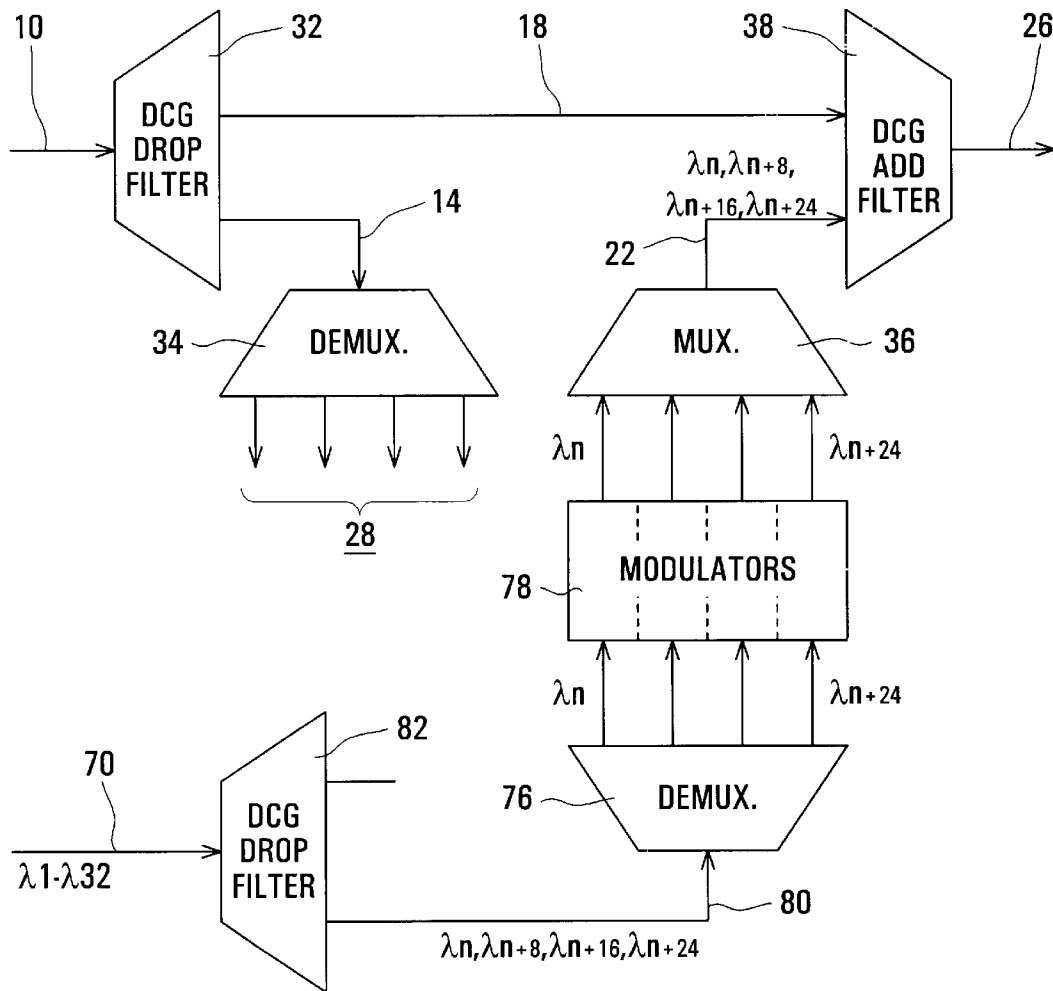 10
32
18
38
26
DCG
DROP
FILTER
DCG
ADD
FILTER
λn,λn+8,
λn+16,λn+24
14
22
34
DEMUX.
MUX.
36
λn
λn+24
28
MODULATORS
78
λn
λn+24
82
76
DEMUX.
70
DCG
DROP
FILTER
λ1-λ32
80
λn,λn+8,λn+16,λn+24